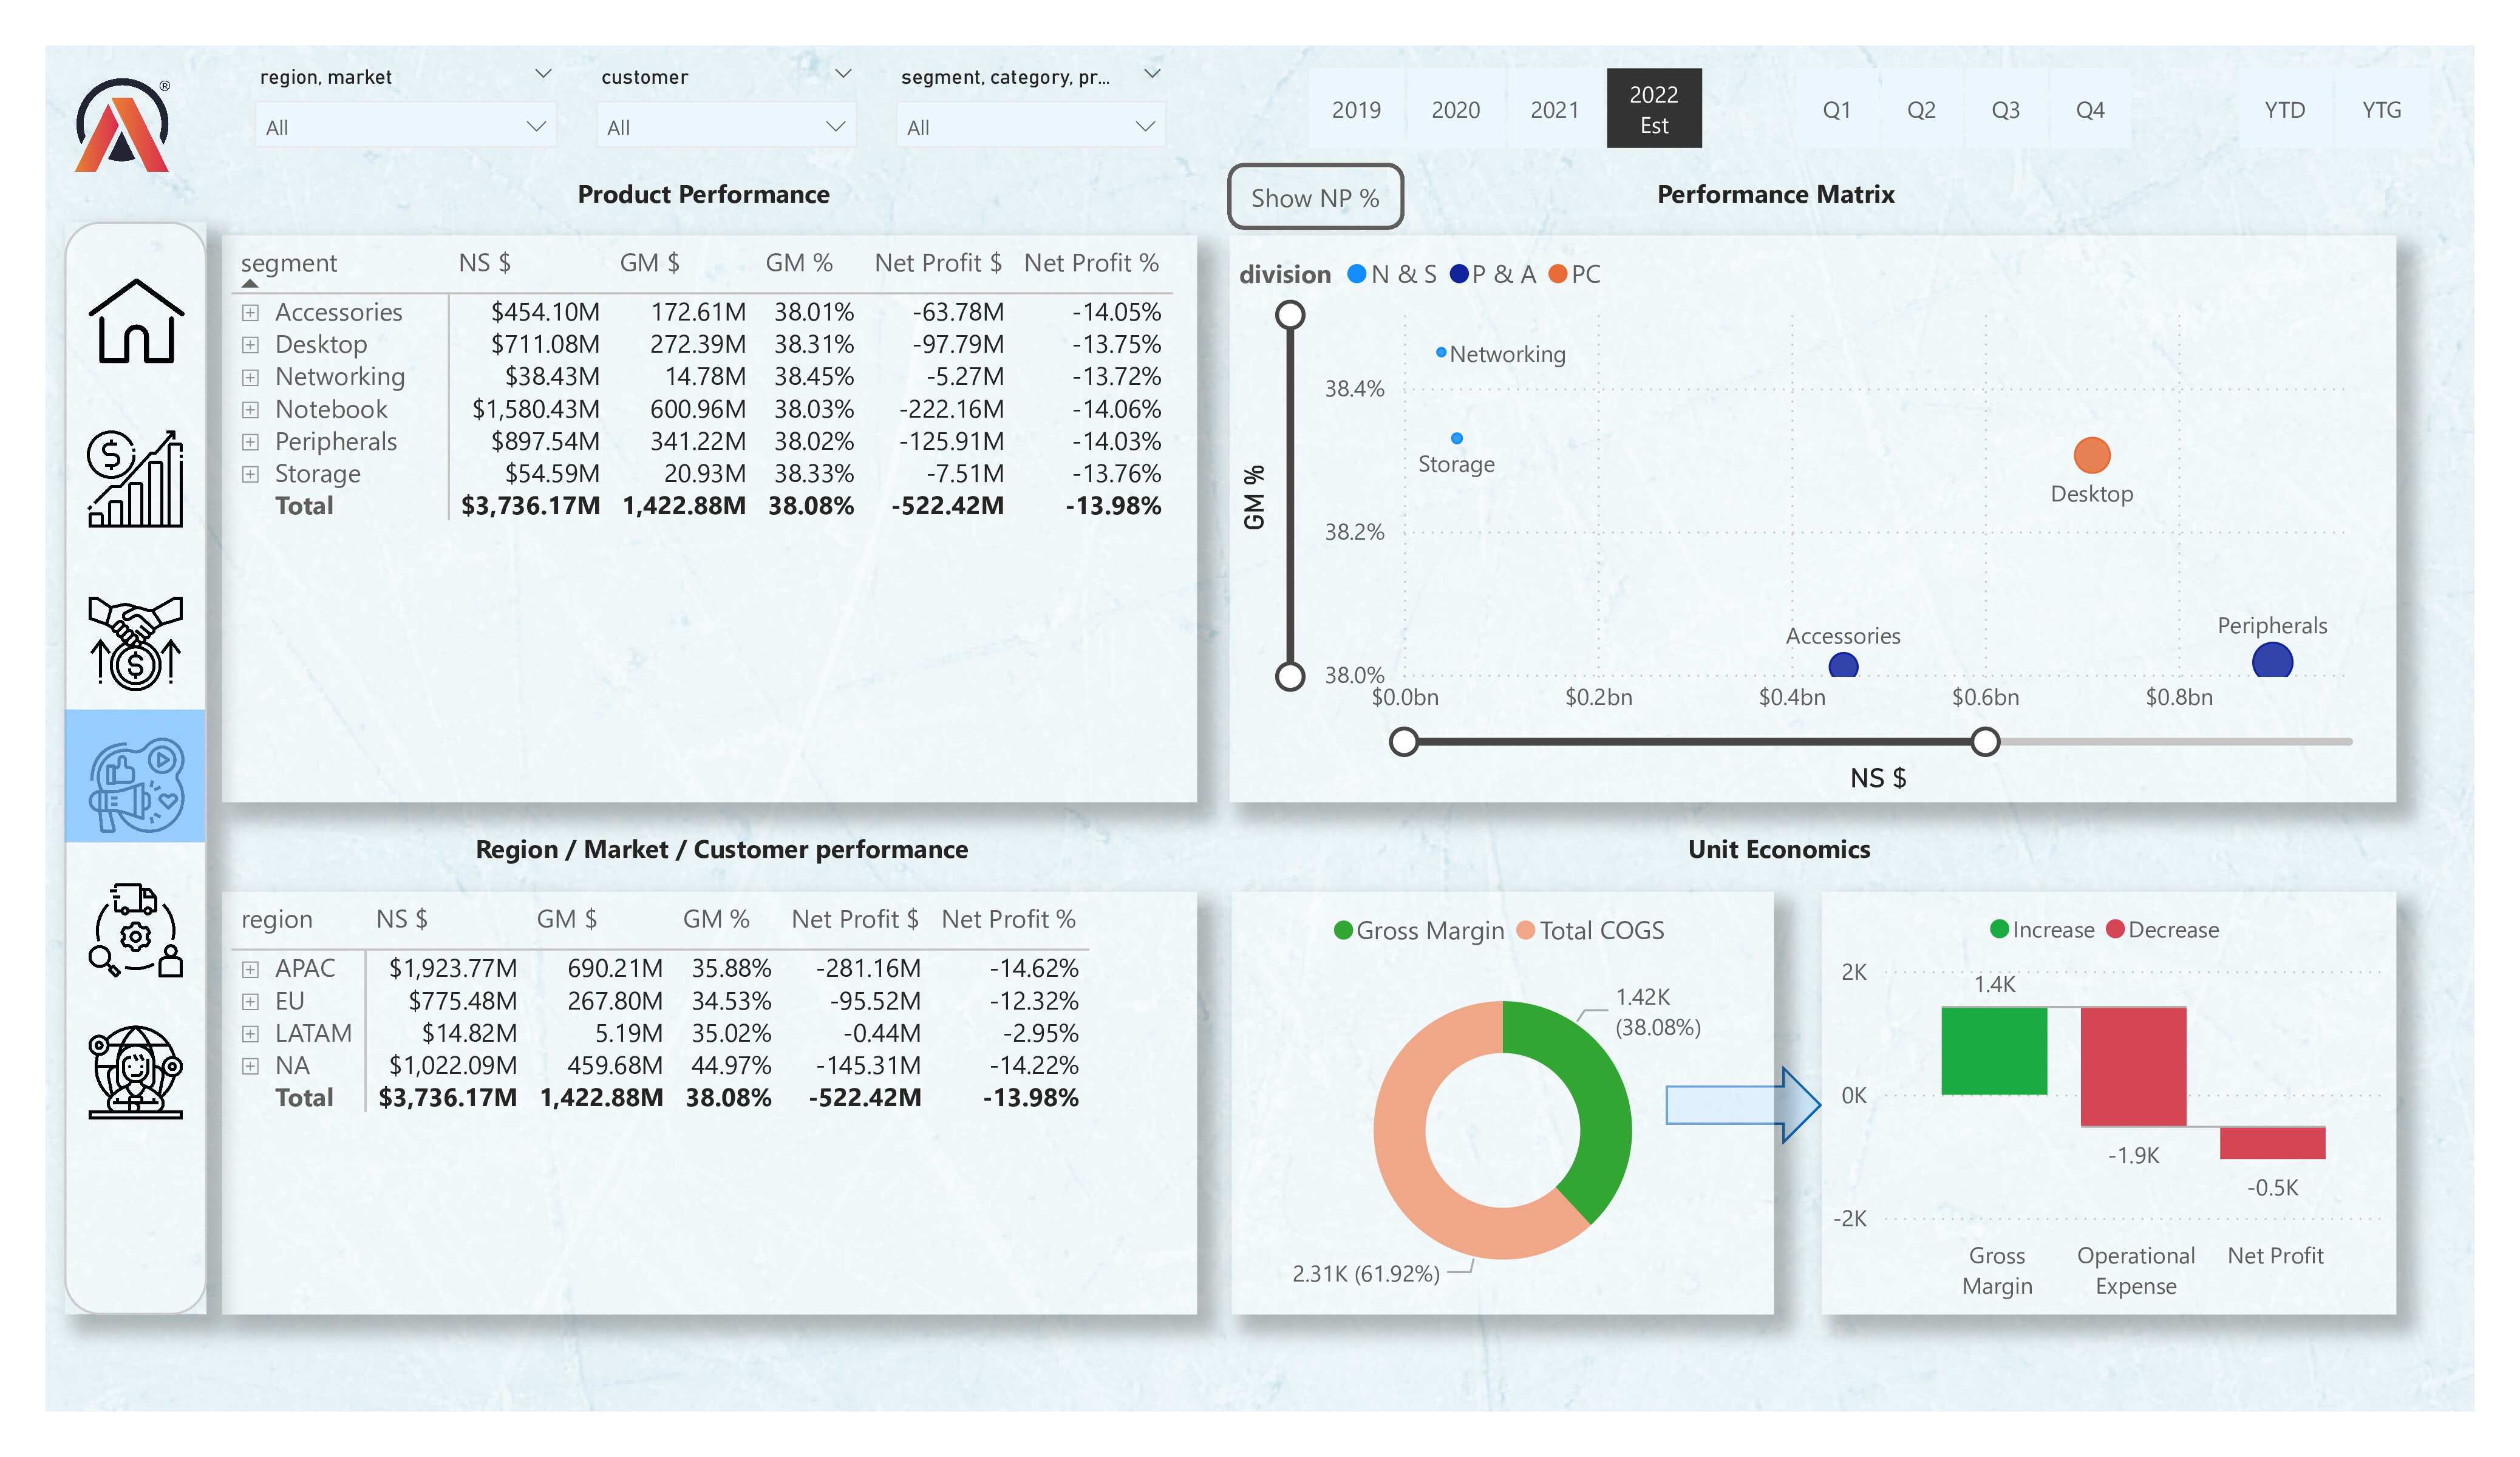 ®
region, market
customer
segment, category, pr...
All
All
All
2019
2020
2021
2022
Est
Q1
Q2
Q3
Q4
YTD
YTG
Product Performance
segment NS $ GM $ GM % Net Profit $ Net Profit %
Accessories $454.10M 172.61M 38.01% -63.78M -14.05%
Desktop $711.08M 272.39M 38.31% -97.79M -13.75%
Networking $38.43M 14.78M 38.45% -5.27M -13.72%
Notebook $1,580.43M 600.96M 38.03% -222.16M -14.06%
Peripherals $897.54M 341.22M 38.02% -125.91M -14.03%
Storage $54.59M 20.93M 38.33% -7.51M -13.76%
Total $3,736.17M 1,422.88M 38.08% -522.42M -13.98%
Show NP %
Performance Matrix
division N & S P & A PC
GM %
38.4%
38.2%
38.0%
Networking
Storage
Desktop
Accessories
Peripherals
$0.0bn $0.2bn $0.4bn $0.6bn $0.8bn
NS $
Region / Market / Customer performance
region NS $ GM $ GM % Net Profit $ Net Profit %
APAC $1,923.77M 690.21M 35.88% -281.16M -14.62%
EU $775.48M 267.80M 34.53% -95.52M -12.32%
LATAM $14.82M 5.19M 35.02% -0.44M -2.95%
NA $1,022.09M 459.68M 44.97% -145.31M -14.22%
Total $3,736.17M 1,422.88M 38.08% -522.42M -13.98%
Unit Economics
Gross Margin Total COGS
1.42K
(38.08%)
2.31K (61.92%)
Increase Decrease
2K
0K
-2K
1.4K
-1.9K
-0.5K
Gross
Margin
Operational
Expense
Net Profit